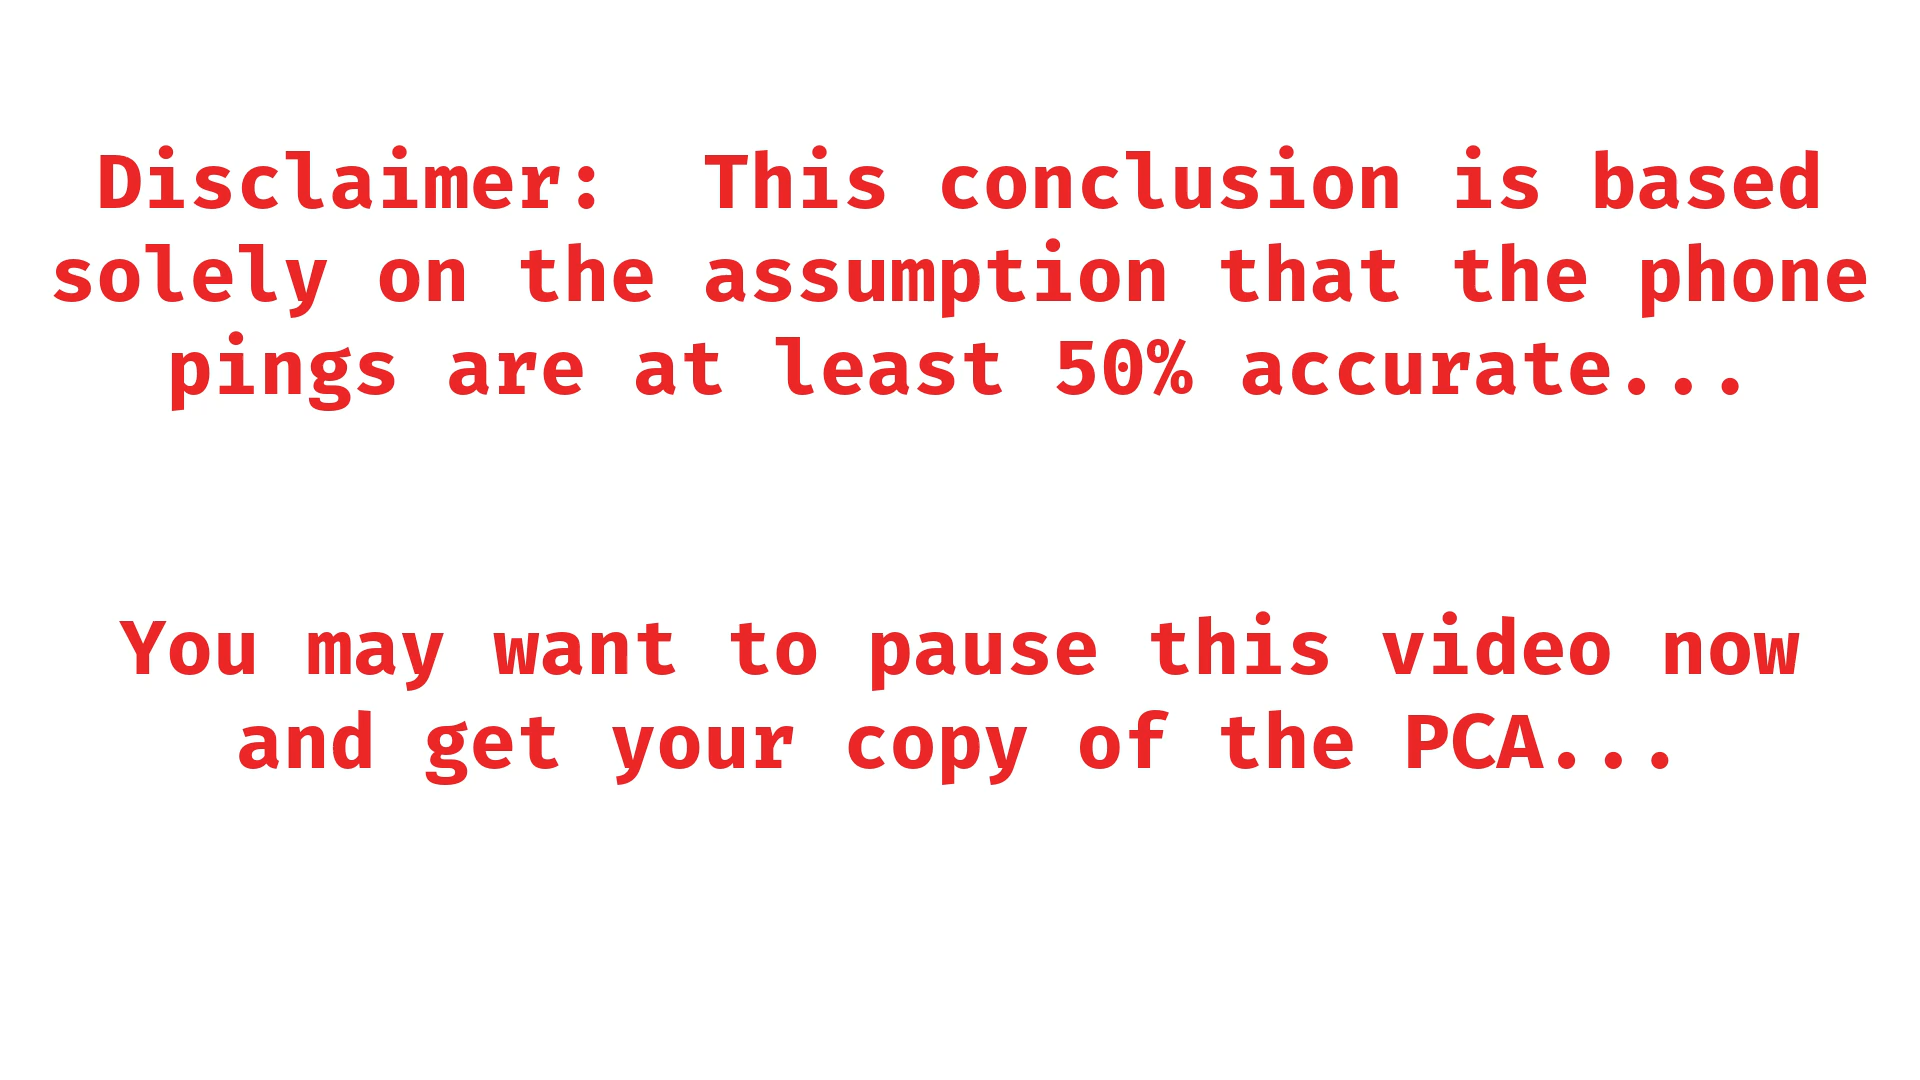 Disclaimer:  This conclusion is based
solely on the assumption that the phone
pings are at least 50% accurate...
You may want to pause this video now
and get your copy of the PCA...